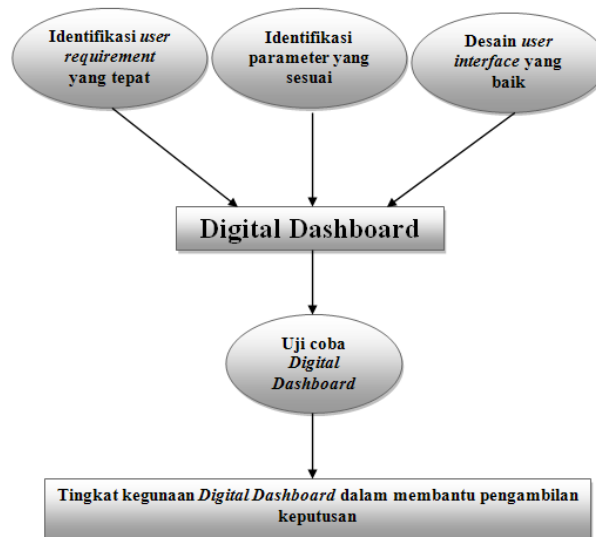 Identifikasi user
requirement
yang tepat
Identifikasi
parameter yang
sesuai
Desain user
interface yang
baik
Digital Dashboard
Uji coba
Digital
Dashboard
Tingkat kegunaan Digital Dashboard dalam membantu pengambilan
keputusan